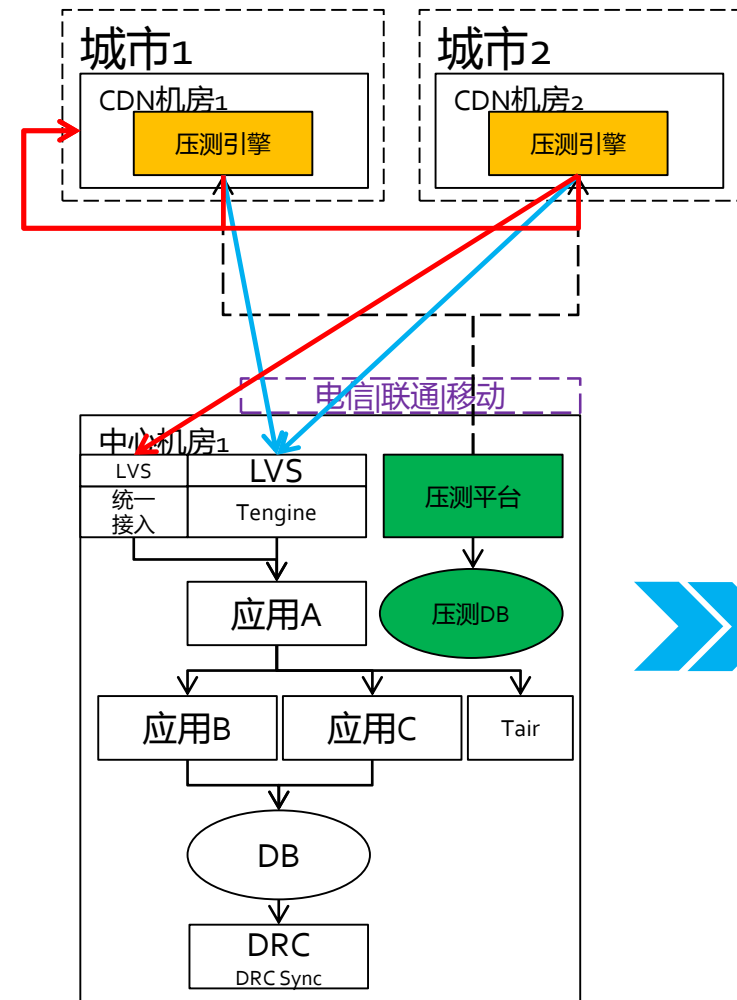 城市1
城市2
CDN机房1
CDN机房2
压测引擎
压测引擎
电信|联通|移动
中心机房1
LVS
LVS
统一
接入
Tengine
压测平台
应用A
压测DB
应用B
应用C
Tair
DB
DRC
DRC Sync